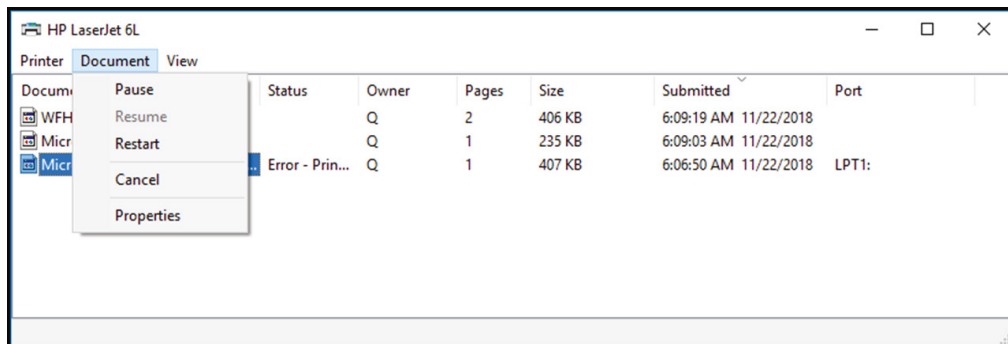 HP LaserJet 6L
Printer Document View
Docume Status Owner Pages Size Submitted Port
WFH Q 2 406 KB 6:09:19 AM 11/22/2018
Micr Q 1 235 KB 6:09:03 AM 11/22/2018
Micr ... Error - Prin... Q 1 407 KB 6:06:50 AM 11/22/2018 LPT1:
Pause
Resume
Restart
Cancel
Properties